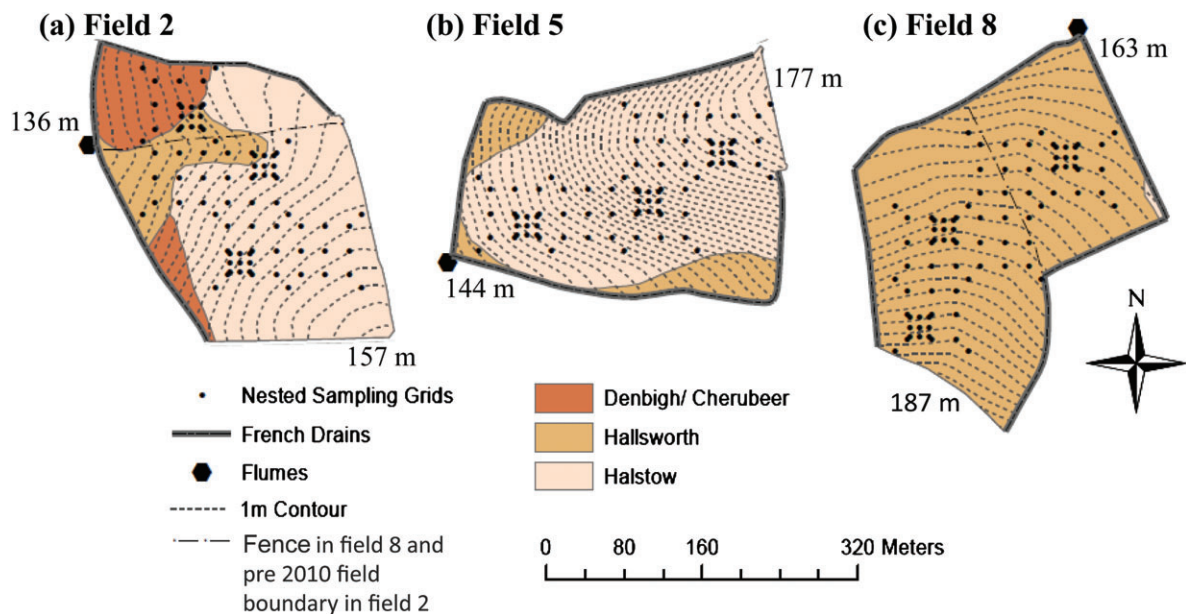 (a) Field 2
(b) Field 5
(c) Field 8
136 m
157 m
177 m
144 m
163 m
187 m
N
Nested Sampling Grids
French Drains
Flumes
1m Contour
Fence in field 8 and
pre 2010 field
boundary in field 2
Denbigh/ Cherubeer
Hallsworth
Halstow
0 80 160 320 Meters